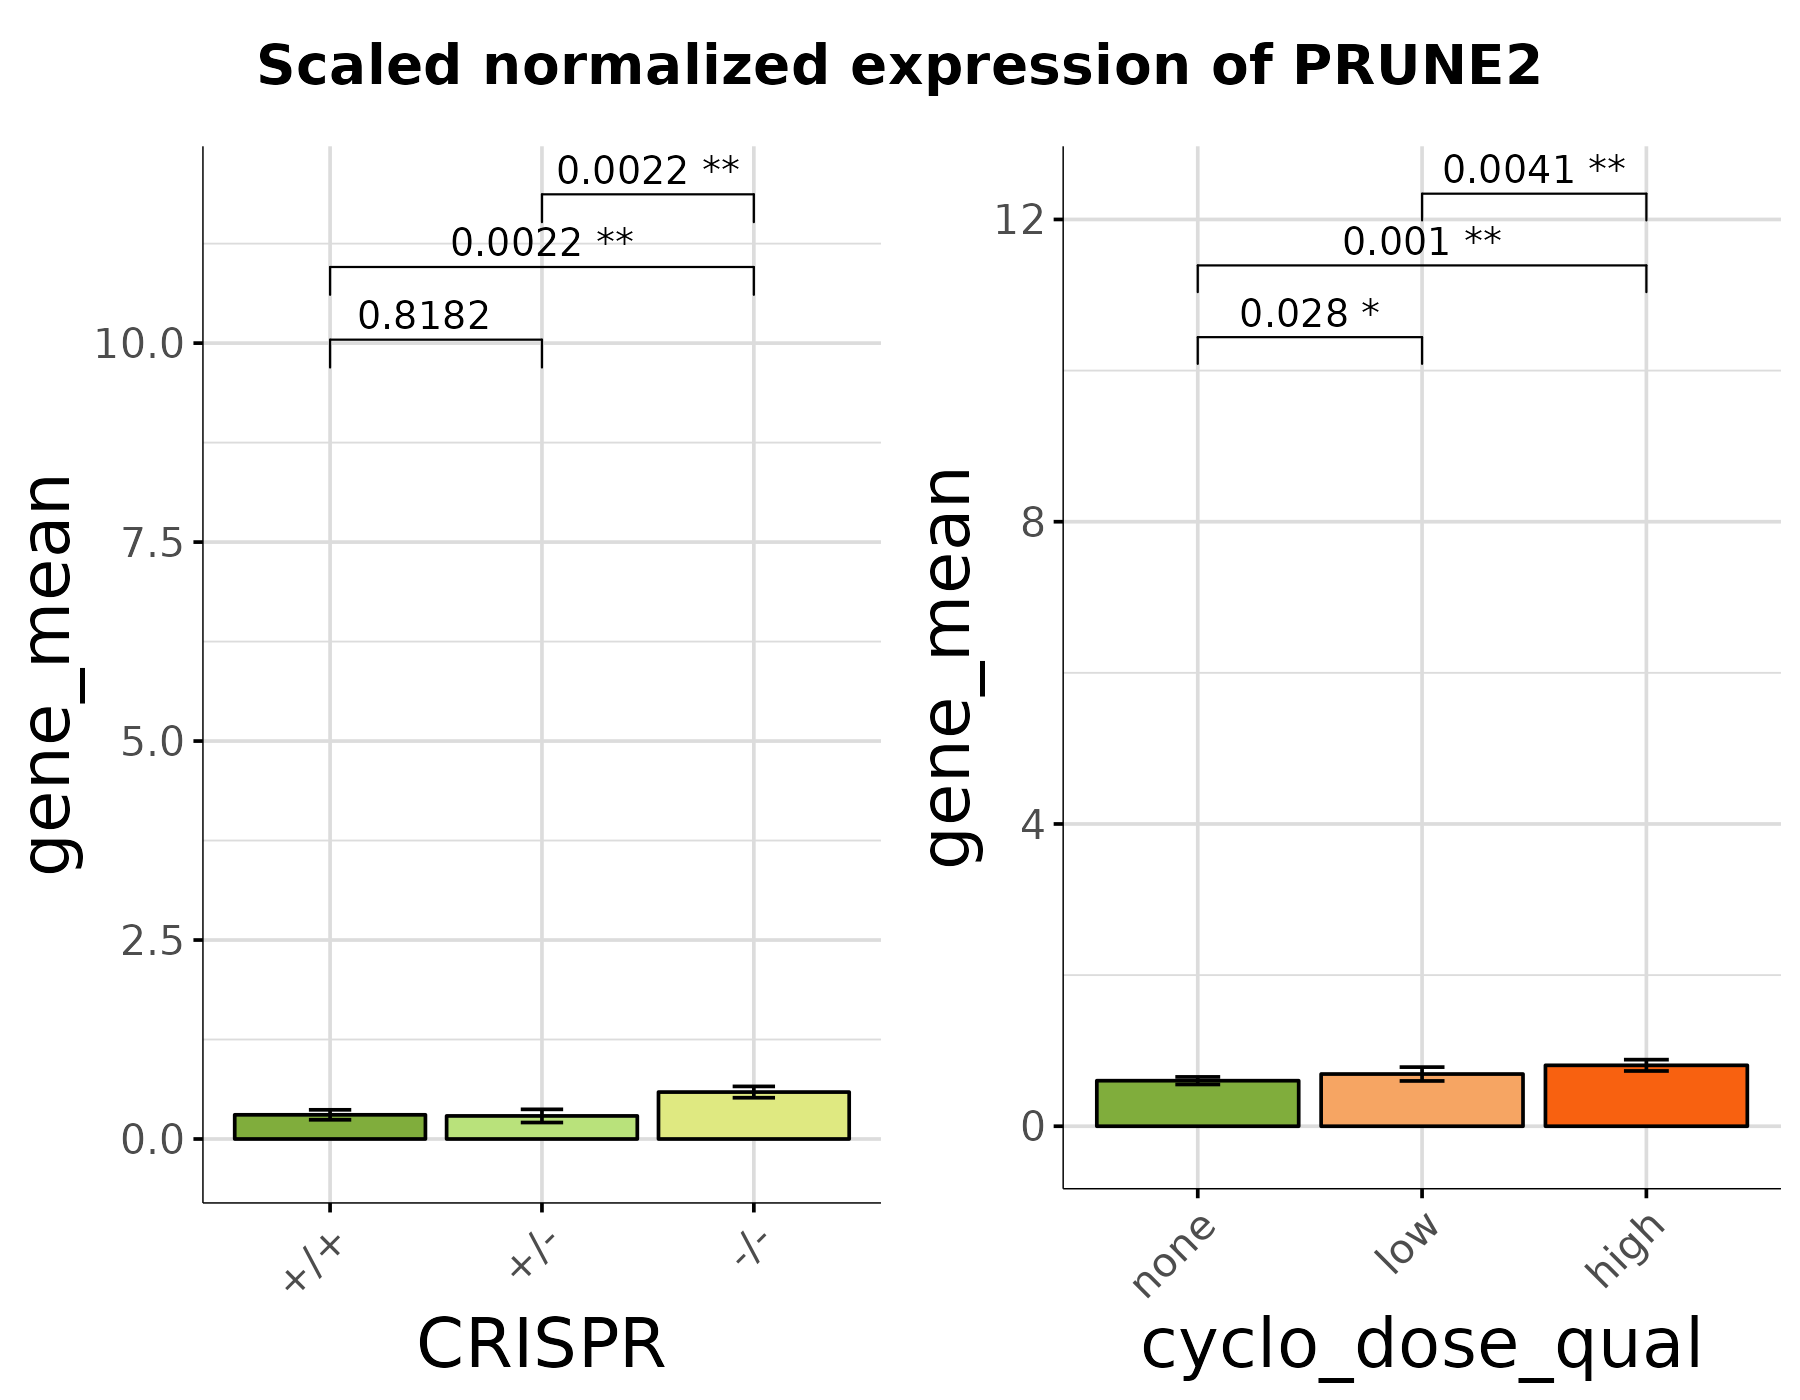 Scaled normalized expression of PRUNE2
0.0022 **
0.0022 **
0.8182
10.0
7.5
5.0
2.5
0.0
gene_mean
+/+
+/-
-/-
CRISPR
0.0041 **
0.001 **
0.028 *
12
8
4
0
gene_mean
none
low
high
cyclo_dose_qual